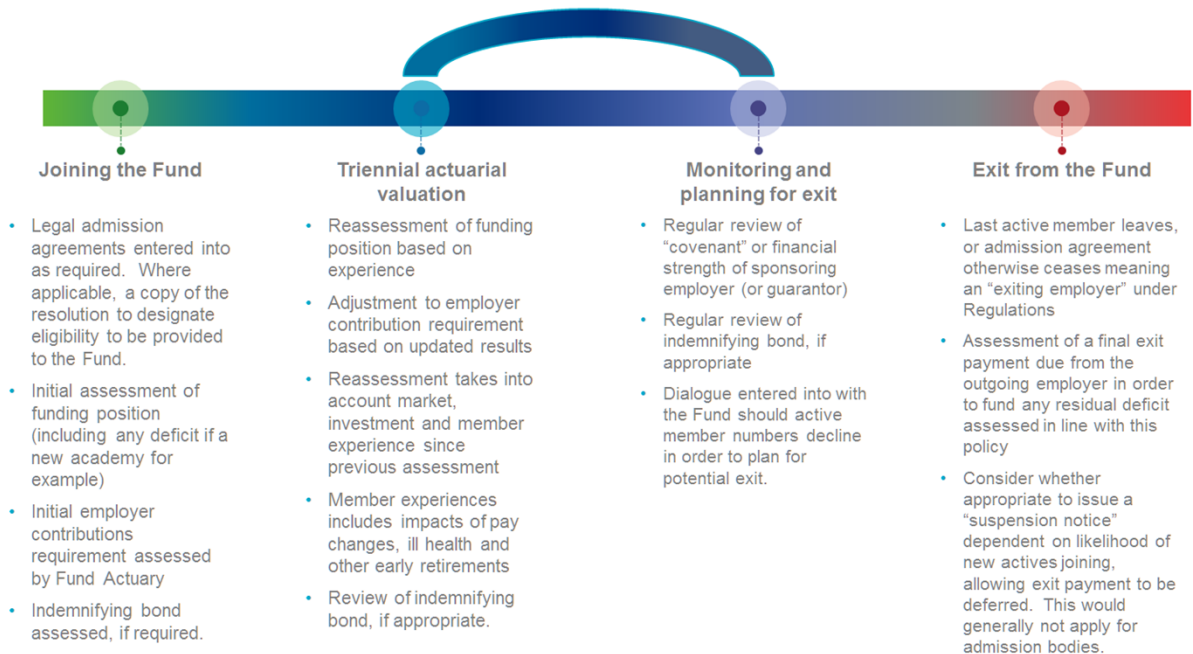 Joining the Fund
• Legal admission
agreements entered into
as required. Where
applicable, a copy of the
resolution to designate
eligibility to be provided
to the Fund.
• Initial assessment of
funding position
(including any deficit if a
new academy for
example)
• Initial employer
contributions
requirement assessed
by Fund Actuary
• Indemnifying bond
assessed, if required.
Triennial actuarial
valuation
• Reassessment of funding
position based on
experience
• Adjustment to employer
contribution requirement
based on updated results
• Reassessment takes into
account market,
investment and member
experience since
previous assessment
• Member experiences
includes impacts of pay
changes, ill health and
other early retirements
• Review of indemnifying
bond, if appropriate.
Monitoring and
planning for exit
• Regular review of
“covenant” or financial
strength of sponsoring
employer (or guarantor)
• Regular review of
indemnifying bond, if
appropriate
• Dialogue entered into with
the Fund should active
member numbers decline
in order to plan for
potential exit.
Exit from the Fund
• Last active member leaves,
or admission agreement
otherwise ceases meaning
an “exiting employer” under
Regulations
• Assessment of a final exit
payment due from the
outgoing employer in order
to fund any residual deficit
assessed in line with this
policy
• Consider whether
appropriate to issue a
“suspension notice”
dependent on likelihood of
new actives joining,
allowing exit payment to be
deferred. This would
generally not apply for
admission bodies.